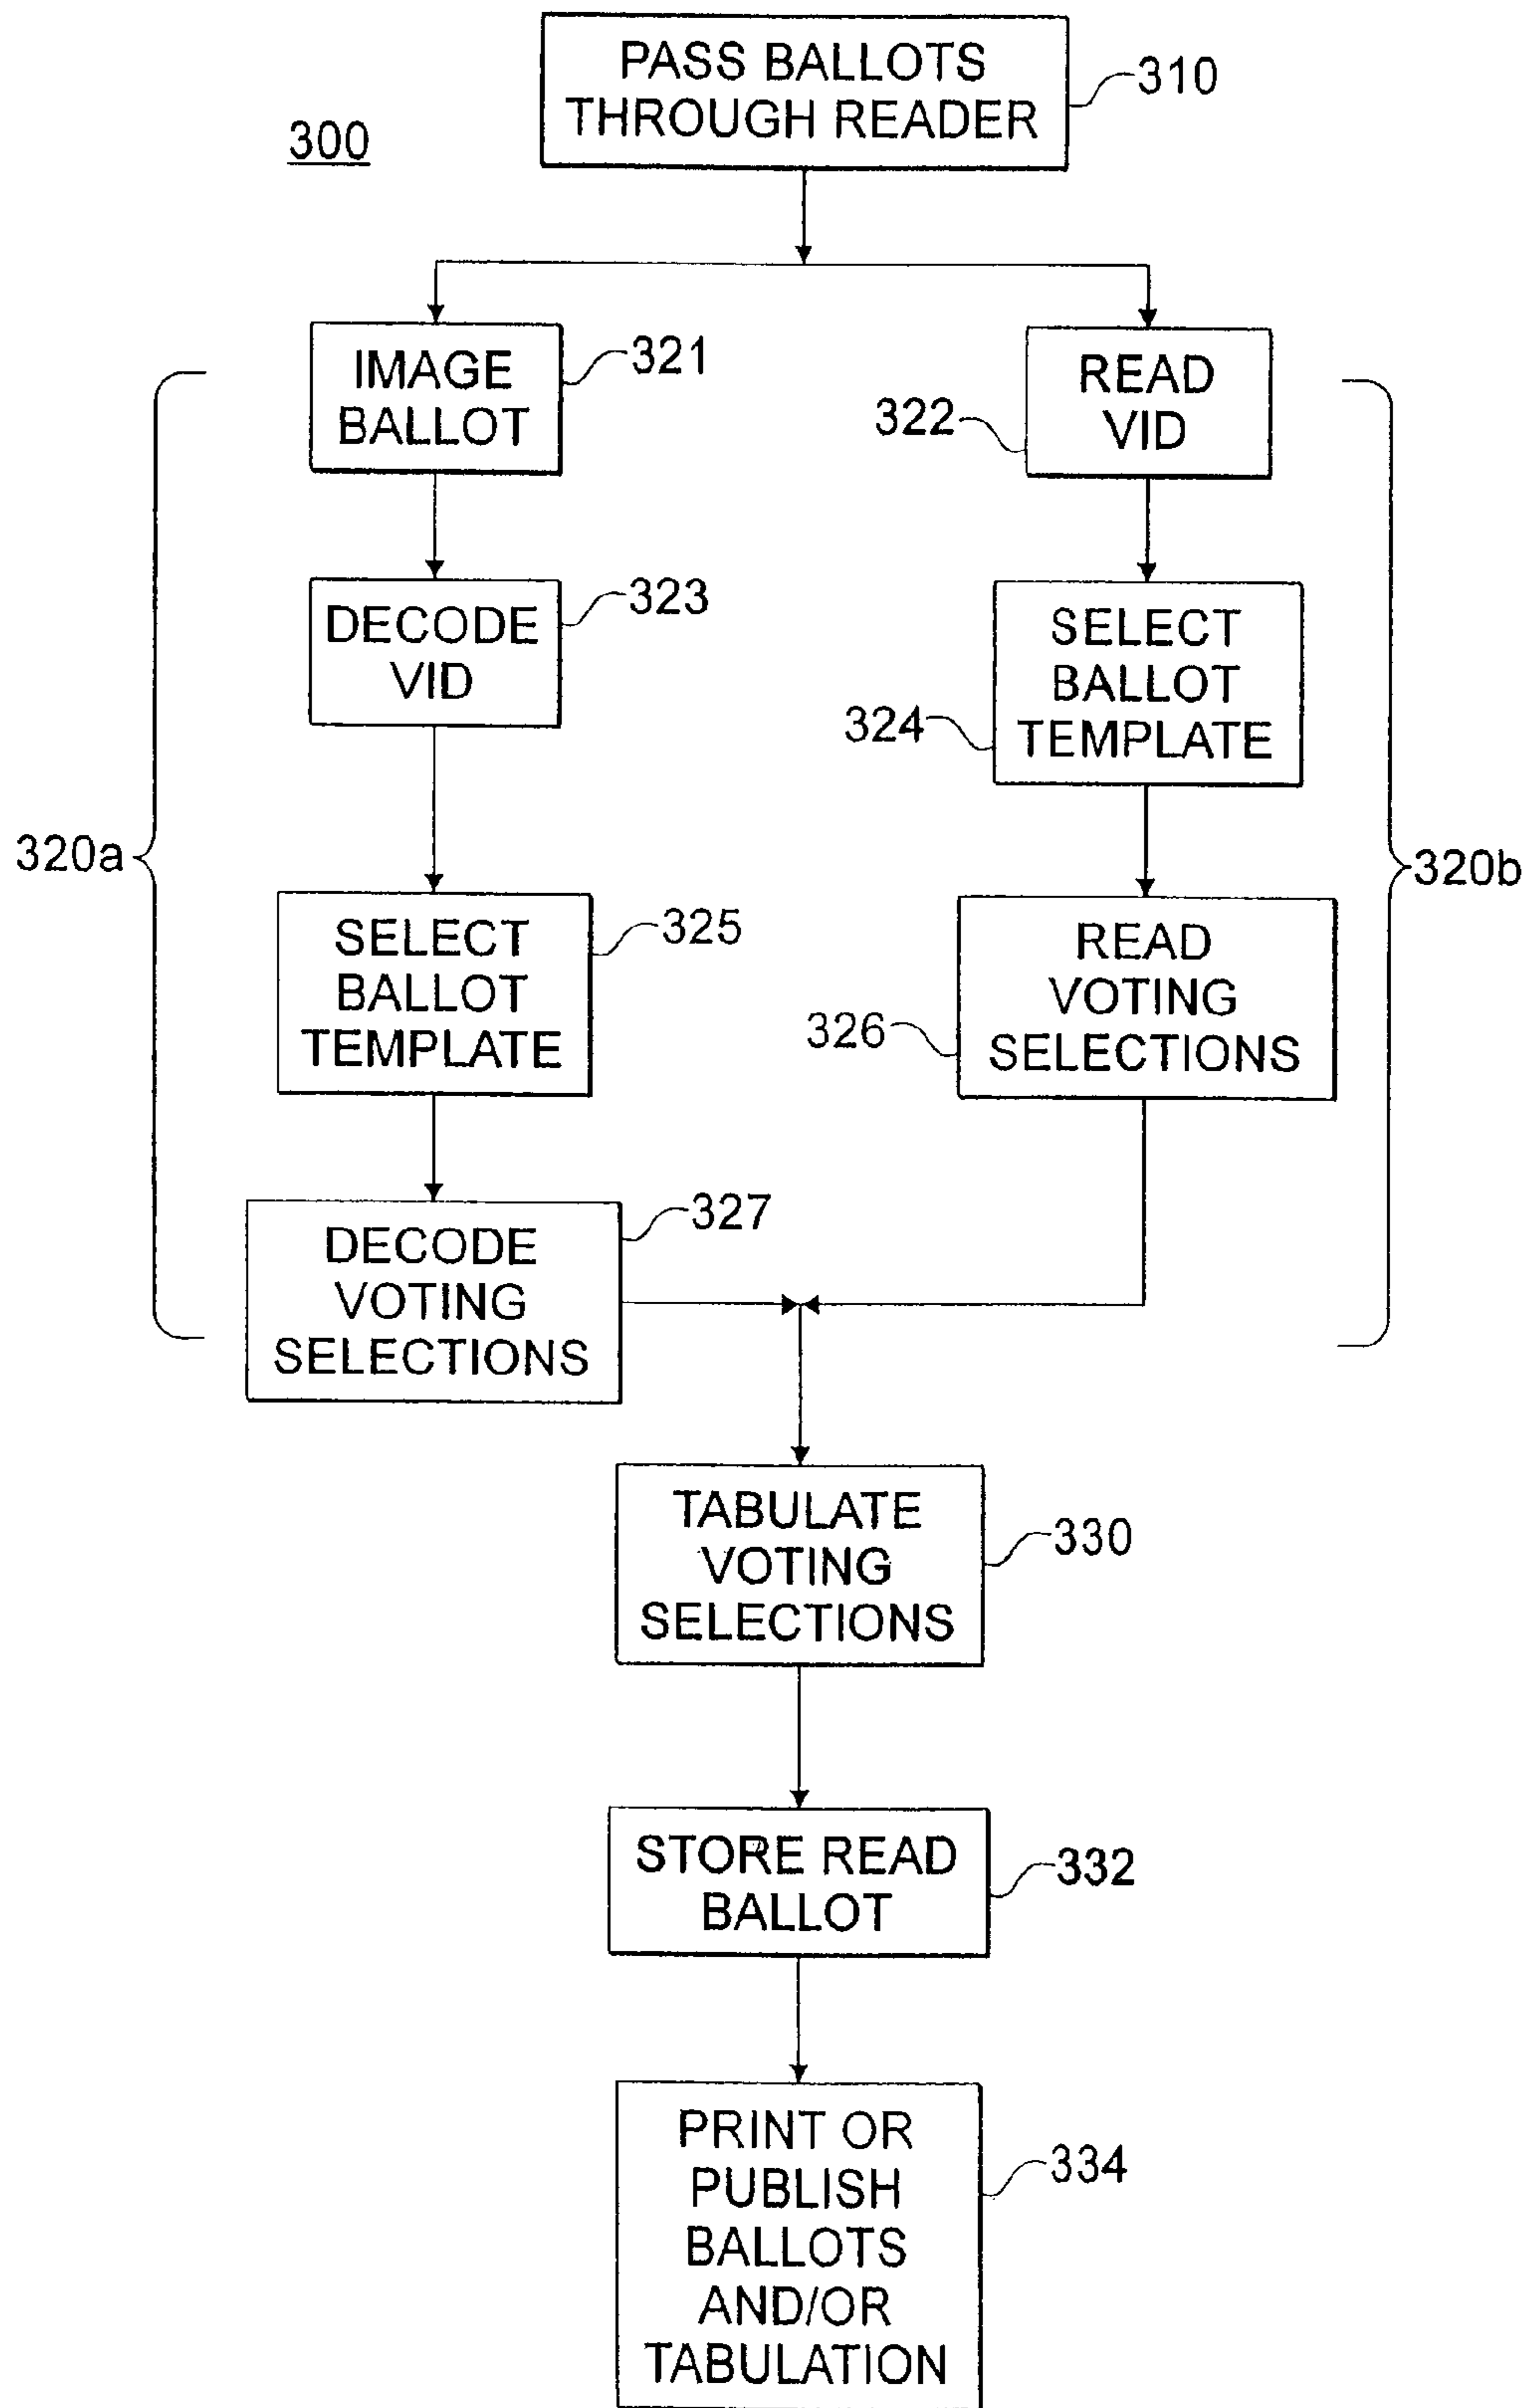 PASS BALLOTS
THROUGH READER
310
300
IMAGE
BALLOT
321
READ
VID
322
DECODE
VID
323
SELECT
BALLOT
TEMPLATE
324
320a
320b
SELECT
BALLOT
TEMPLATE
325
READ
VOTING
SELECTIONS
326
DECODE
VOTING
SELECTIONS
327
TABULATE
VOTING
SELECTIONS
330
STORE READ
BALLOT
332
PRINT OR
PUBLISH
BALLOTS
AND/OR
TABULATION
334